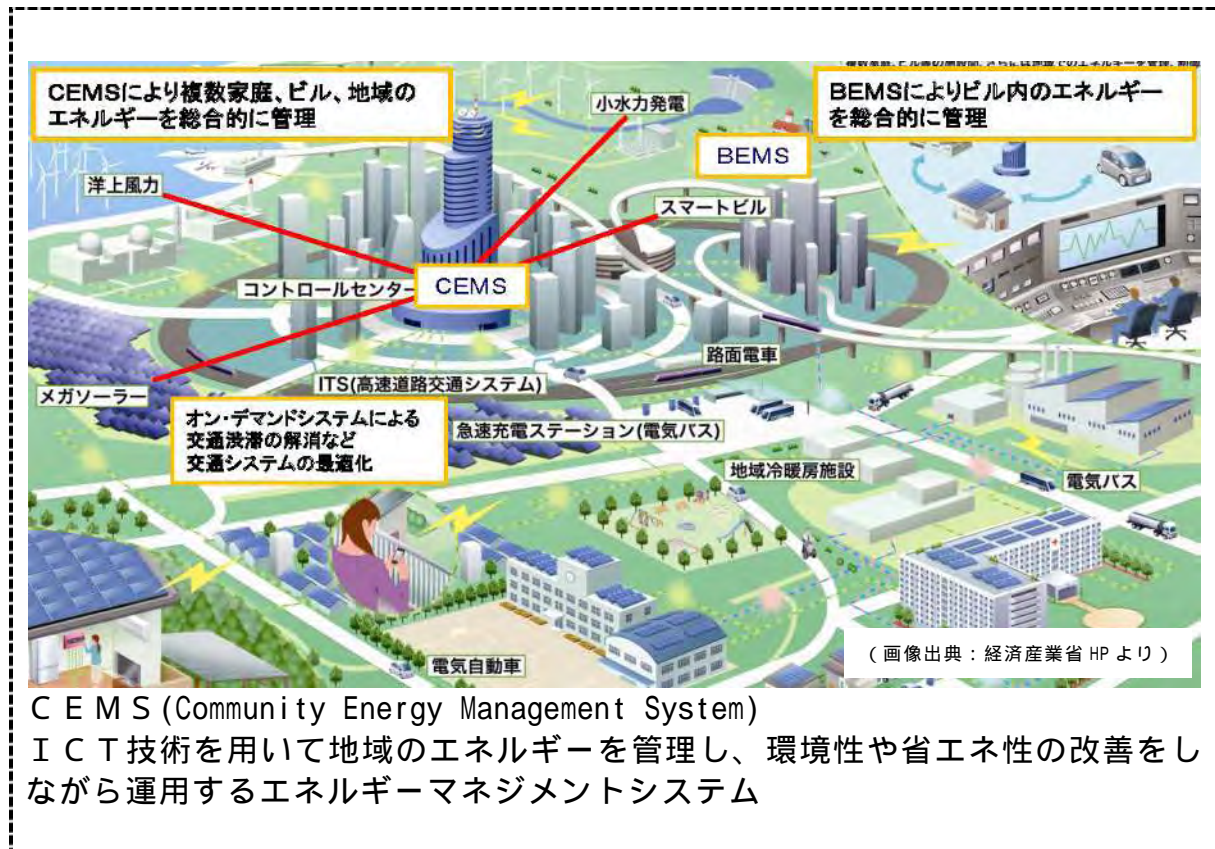 CEMSにより複数家庭、ビル、地域の
エネルギーを総合的に管理
BEMSによりビル内のエネルギー
を総合的に管理
小水力発電
BEMS
洋上風力
スマートビル
コントロールセンター
CEMS
路面電車
メガソーラー
ITS(高速道路交通システム)
オン・デマンドシステムによる
交通渋滞の解消など
交通システムの最適化
急速充電ステーション(電気バス)
地域冷暖房施設
電気バス
電気自動車
(画像出典:経済産業省HPより)
CEMS(Community Energy Management System)
ICT技術を用いて地域のエネルギーを管理し、環境性や省エネ性の改善をし
ながら運用するエネルギーマネジメントシステム